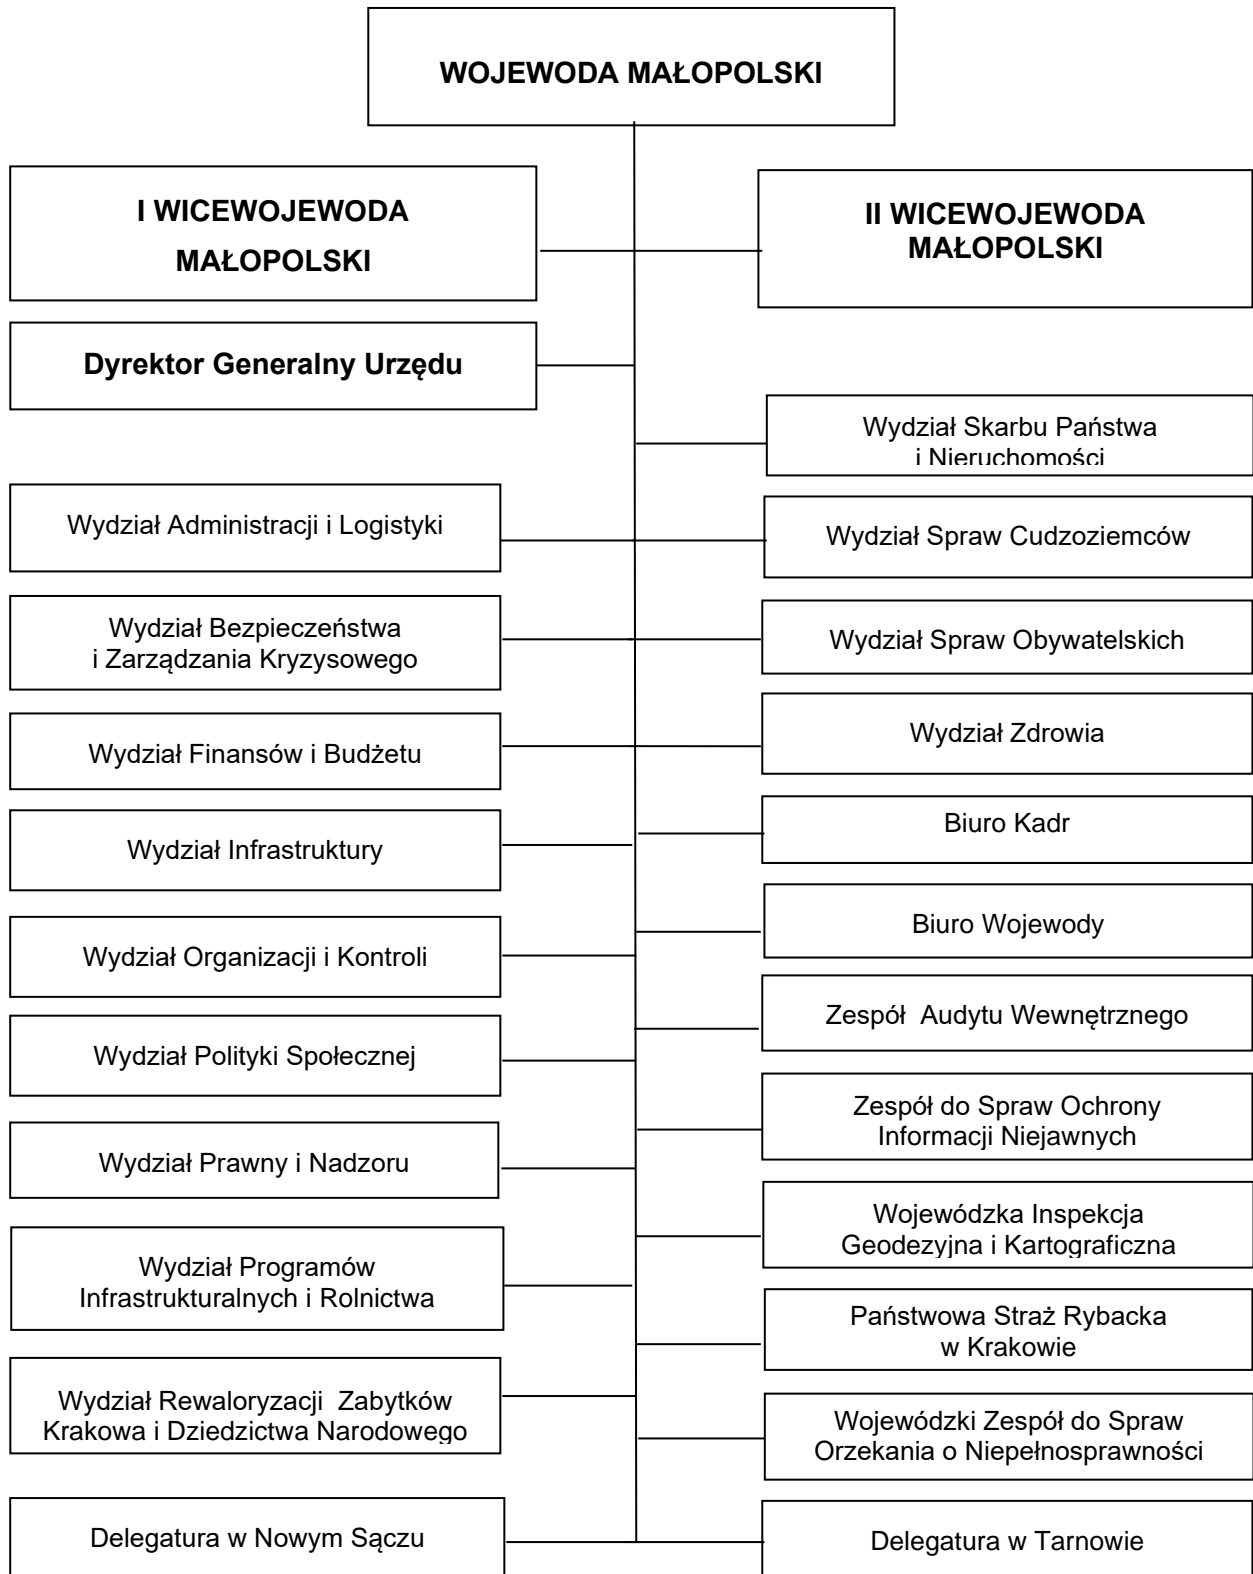 WOJEWODA MAŁOPOLSKI
I WICEWOJEWODA
MAŁOPOLSKI
II WICEWOJEWODA
MAŁOPOLSKI
Dyrektor Generalny Urzędu
Wydział Skarbu Państwa
i Nieruchomości
Wydział Administracji i Logistyki
Wydział Spraw Cudzoziemców
Wydział Bezpieczeństwa
i Zarządzania Kryzysowego
Wydział Spraw Obywatelskich
Wydział Finansów i Budżetu
Wydział Zdrowia
Wydział Infrastruktury
Biuro Kadr
Wydział Organizacji i Kontroli
Biuro Wojewody
Wydział Polityki Społecznej
Zespół Audytu Wewnętrznego
Wydział Prawny i Nadzoru
Zespół do Spraw Ochrony
Informacji Niejawnych
Wydział Programów
Infrastrukturalnych i Rolnictwa
Wojewódzka Inspekcja
Geodezyjna i Kartograficzna
Wydział Rewaloryzacji Zabytków
Krakowa i Dziedzictwa Narodowego
Państwowa Straż Rybacka
w Krakowie
Wojewódzki Zespół do Spraw
Orzekania o Niepełnosprawności
Delegatura w Nowym Sączu
Delegatura w Tarnowie